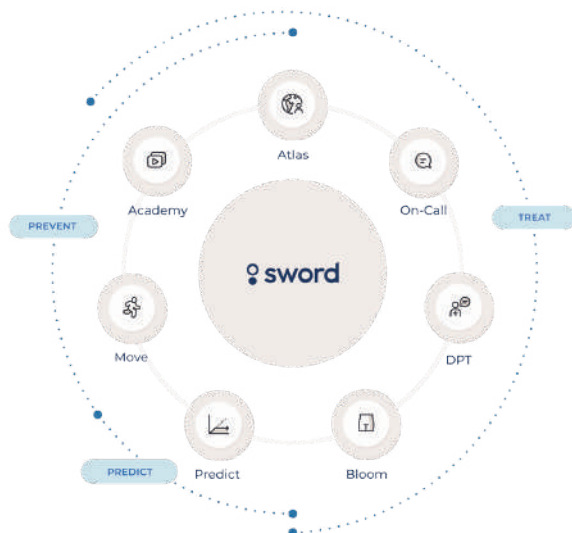 Atlas
Academy
On-Call
PREVENT
TREAT
sword
Move
DPT
Predict
Bloom
PREDICT